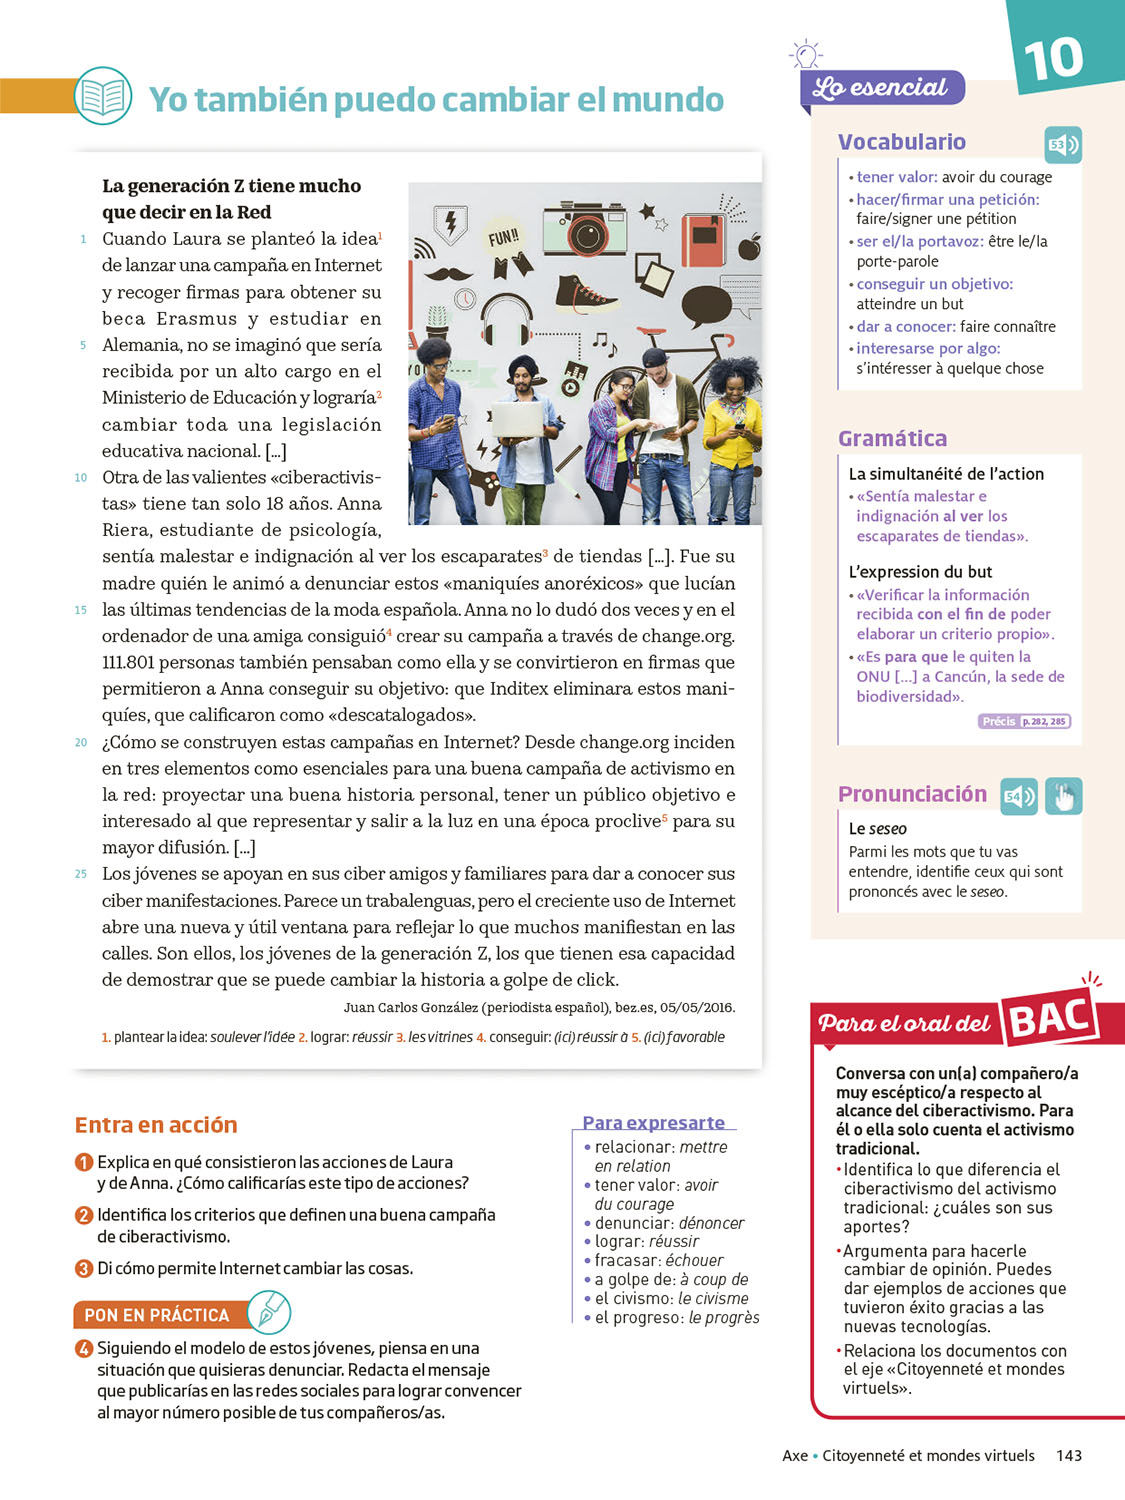 10
Yo también puedo cambiar el mundo
La generación Z tiene mucho
que decir en la Red
1 Cuando Laura se planteó la idea1
de lanzar una campaña en Internet
y recoger firmas para obtener su
beca Erasmus y estudiar en
5 Alemania, no se imaginó que sería
recibida por un alto cargo en el
Ministerio de Educación y lograría2
cambiar toda una legislación
educativa nacional. [...]
10 Otra de las valientes «ciberactivis-
tas» tiene tan solo 18 años. Anna
Riera, estudiante de psicología,
sentía malestar e indignación al ver los escaparates3 de tiendas [...]. Fue su
madre quién le animó a denunciar estos «maniquíes anoréxicos» que lucían
15 las últimas tendencias de la moda española. Anna no lo dudó dos veces y en el
ordenador de una amiga consiguió4 crear su campaña a través de change.org.
111.801 personas también pensaban como ella y se convirtieron en firmas que
permitieron a Anna conseguir su objetivo: que Inditex eliminara estos mani-
quíes, que calificaron como «descatalogados».
20 ¿Cómo se construyen estas campañas en Internet? Desde change.org inciden
en tres elementos como esenciales para una buena campaña de activismo en
la red: proyectar una buena historia personal, tener un público objetivo e
interesado al que representar y salir a la luz en una época proclive5 para su
mayor difusión. [...]
25 Los jóvenes se apoyan en sus ciber amigos y familiares para dar a conocer sus
ciber manifestaciones. Parece un trabalenguas, pero el creciente uso de Internet
abre una nueva y útil ventana para reflejar lo que muchos manifiestan en las
calles. Son ellos, los jóvenes de la generación Z, los que tienen esa capacidad
de demostrar que se puede cambiar la historia a golpe de click.
Juan Carlos González (periodista español), bez.es, 05/05/2016.
1. plantear la idea: soulever l'idée 2. lograr: réussir 3. les vitrines 4. conseguir: (ici) réussir à 5. (ici) favorable
FUN!!
YOU
Entra en acción
1 Explica en qué consistieron las acciones de Laura
y de Anna. ¿Cómo calificarías este tipo de acciones?
2 Identifica los criterios que definen una buena campaña
de ciberactivismo.
3 Di cómo permite Internet cambiar las cosas.
PON EN PRÁCTICA
4 Siguiendo el modelo de estos jóvenes, piensa en una
situación que quisieras denunciar. Redacta el mensaje
que publicarías en las redes sociales para lograr convencer
al mayor número posible de tus compañeros/as.
Para expresarte
• relacionar: mettre
en relation
• tener valor: avoir
du courage
• denunciar: dénoncer
• lograr: réussir
• fracasar: échouer
• a golpe de: à coup de
• el civismo: le civisme
• el progreso: le progrès
Lo esencial
Vocabulario
53
• tener valor: avoir du courage
• hacer/firmar una petición:
faire/signer une pétition
• ser el/la portavoz: être le/la
porte-parole
• conseguir un objetivo:
atteindre un but
• dar a conocer: faire connaître
• interesarse por algo:
s'intéresser à quelque chose
Gramática
La simultanéité de l'action
• «Sentía malestar e
indignación al ver los
escaparates de tiendas».
L'expression du but
• «Verificar la información
recibida con el fin de poder
elaborar un criterio propio».
• «Es para que le quiten la
ONU [...] a Cancún, la sede de
biodiversidad».
Précis p.282, 285
Pronunciación
54
Le seseo
Parmi les mots que tu vas
entendre, identifie ceux qui sont
prononcés avec le seseo.
Para el oral del BAC
Conversa con un(a) compañero/a
muy escéptico/a respecto al
alcance del ciberactivismo. Para
él o ella solo cuenta el activismo
tradicional.
• Identifica lo que diferencia el
ciberactivismo del activismo
tradicional: ¿cuáles son sus
aportes?
• Argumenta para hacerle
cambiar de opinión. Puedes
dar ejemplos de acciones que
tuvieron éxito gracias a las
nuevas tecnologías.
• Relaciona los documentos con
el eje «Citoyenneté et mondes
virtuels».
Axe • Citoyenneté et mondes virtuels 143